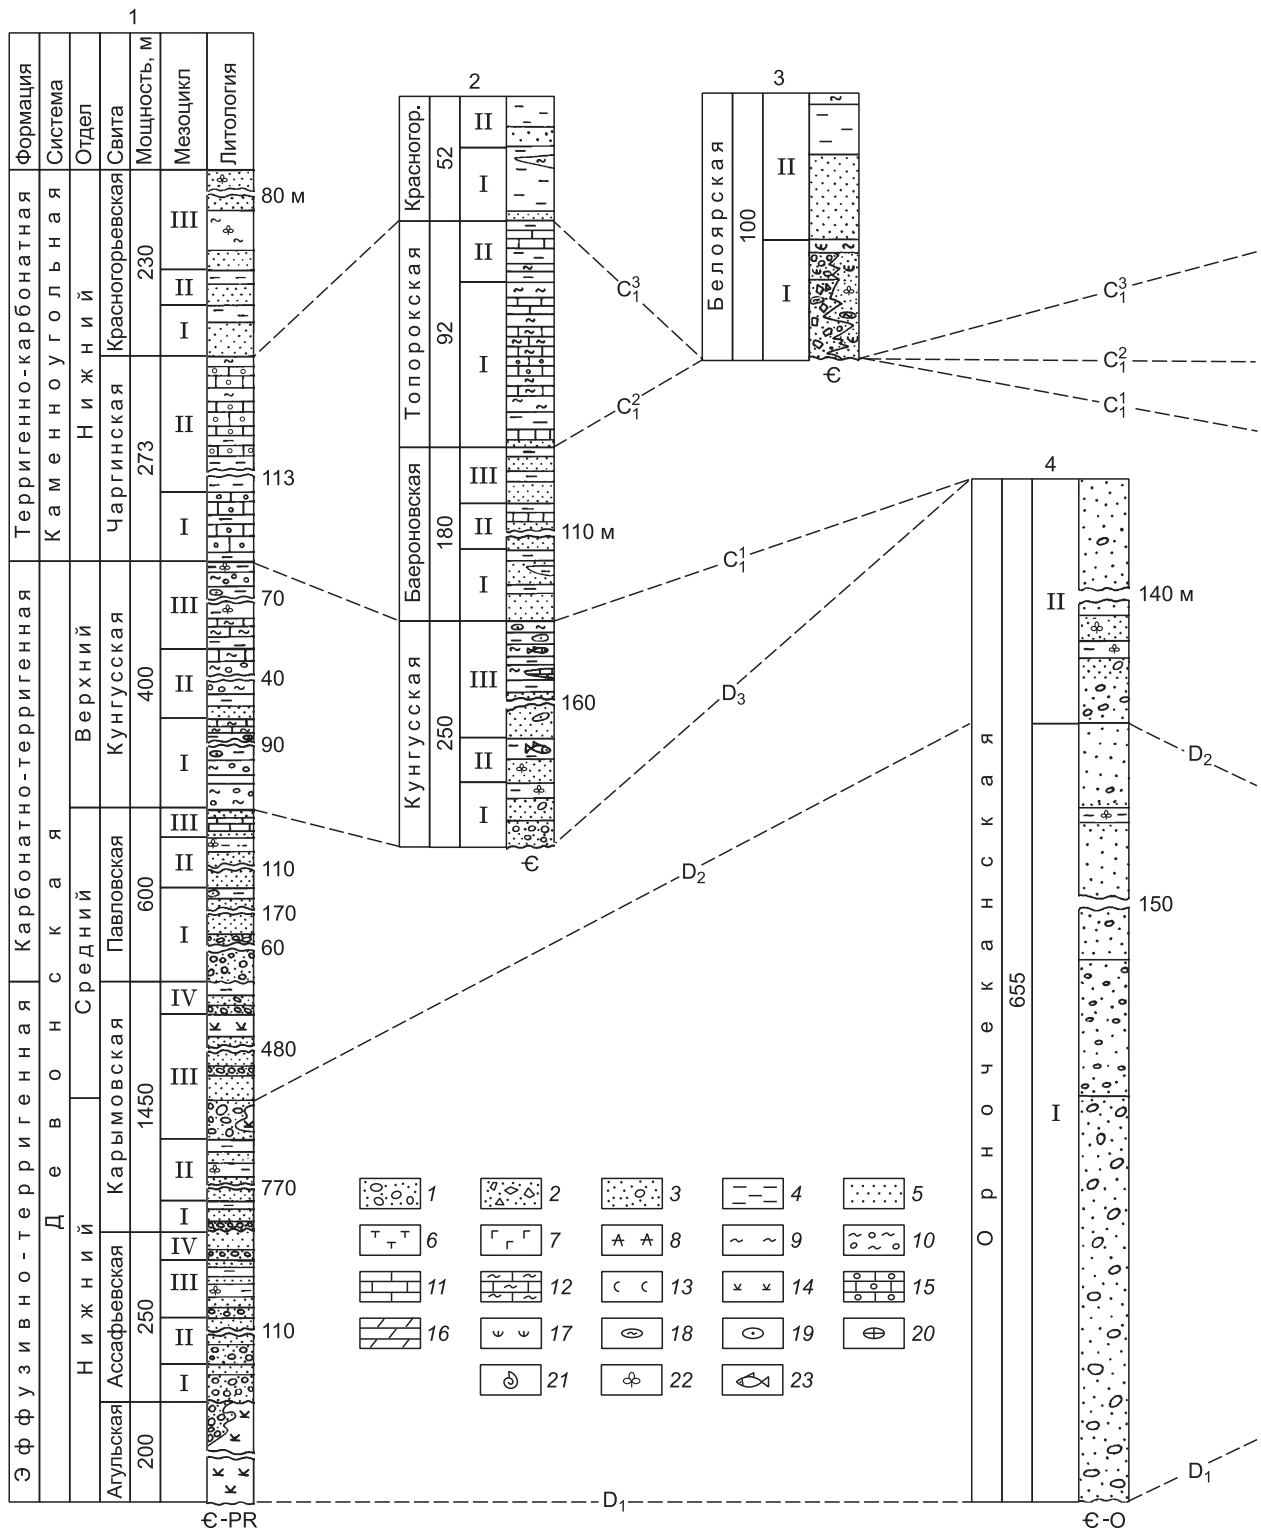 1
Формация
Система
Отдел
Свита
Мощность, м
Мезоцикл
Литология
Терригенно-карбонатная
Карбонатно-терригенная
Эффузивно-терригенная
Каменноугольная
Девонская
Нижний
Верхний
Средний
Нижний
Красногорьевская
230
III
II
I
80 м
Чаргинская
273
II
I
113
Кунгусская
400
III
II
I
70
40
90
Павловская
600
III
II
I
110
170
60
Карымовская
1450
IV
III
II
I
480
770
Ассафьевская
250
IV
III
II
I
110
Агульская
200
Є-PR
2
Красногор.
52
II
I
Топорокская
92
II
I
Баероновская
180
III
II
I
110 м
Кунгусская
250
III
II
I
160
Є
3
Белоярская
100
II
I
Є
4
Орночеканская
655
II
I
140 м
150
Є-O
C₁³
C₁²
C₁¹
D₃
D₂
D₁
C₁³
C₁²
C₁¹
D₂
D₁
1 2 3 4 5
6 7 8 9 10
11 12 13 14 15
16 17 18 19 20
21 22 23